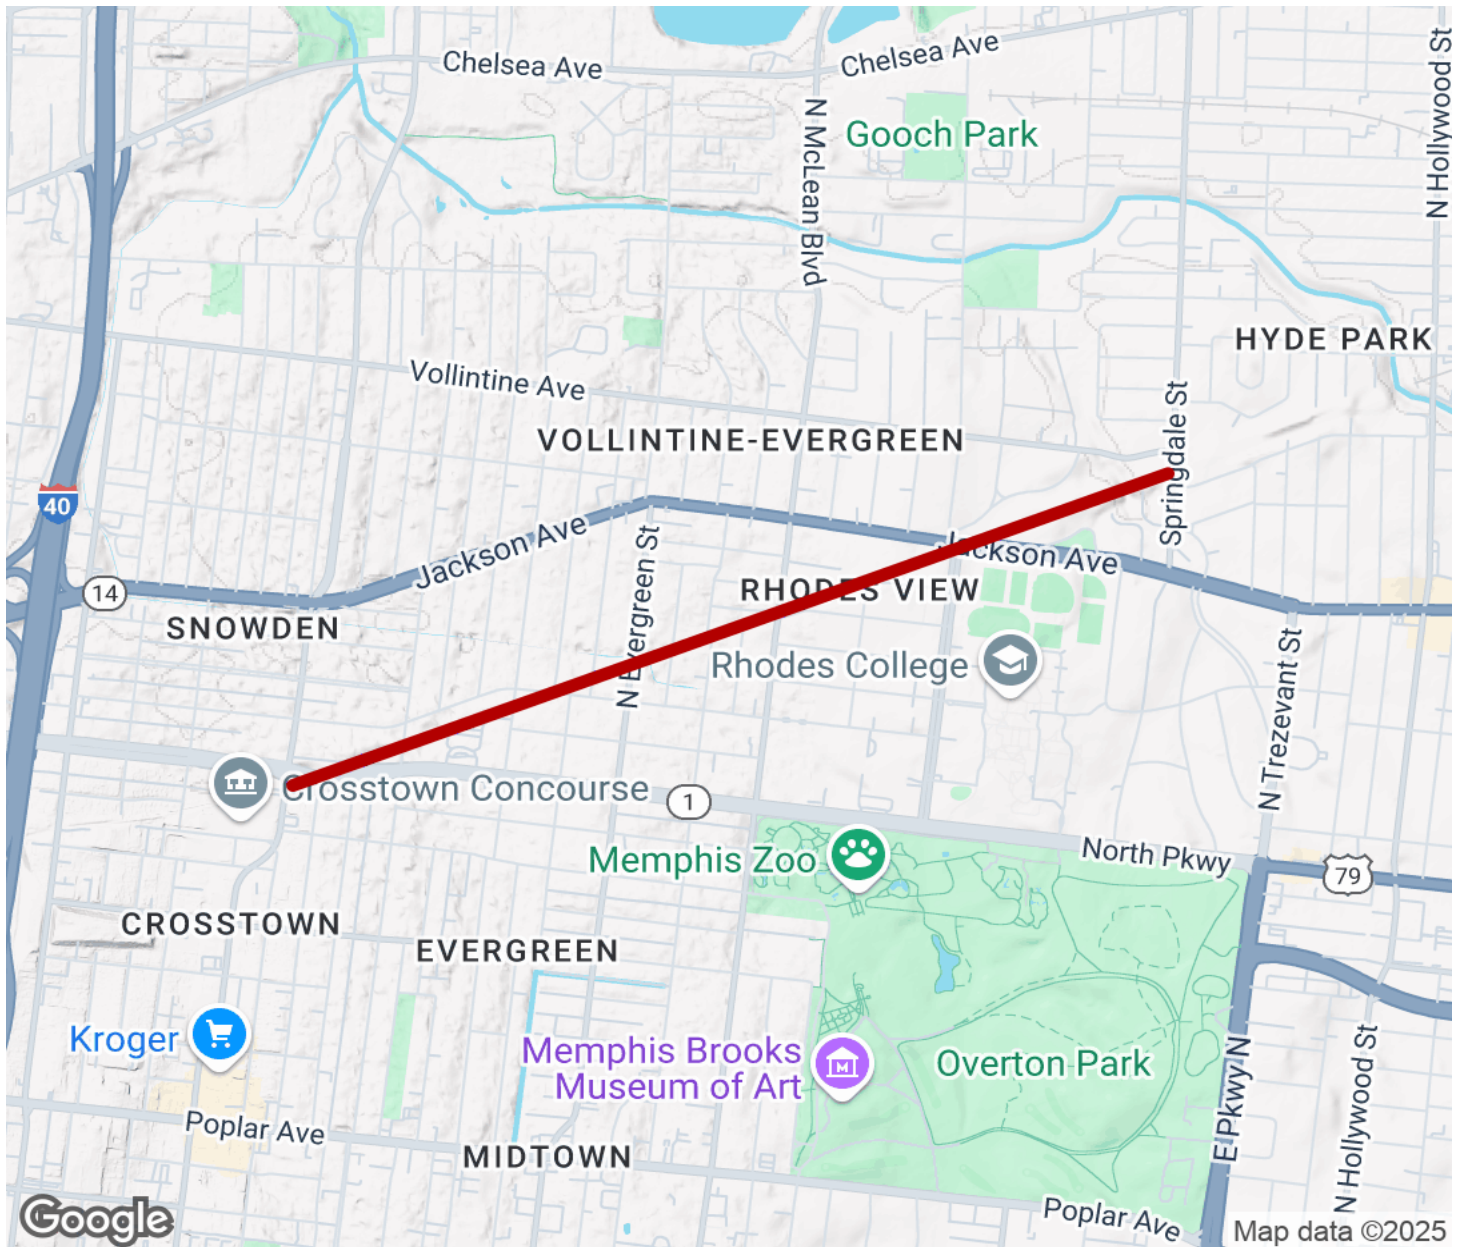 Chelsea Ave
Chelsea Ave
N Hollywood St
N McLean Blvd
Gooch Park
HYDE PARK
Vollintine Ave
Springdale St
VOLLINTINE-EVERGREEN
40
Jackson Ave
Jackson Ave
14
N Evergreen St
RHODES VIEW
SNOWDEN
Rhodes College
N Trezevant St
Crosstown Concourse
1
North Pkwy
Memphis Zoo
79
CROSSTOWN
EVERGREEN
Kroger
Memphis Brooks
Museum of Art
M
Overton Park
E Pkwy N
N Hollywood St
Poplar Ave
MIDTOWN
Poplar Ave
Google
Map data ©2025